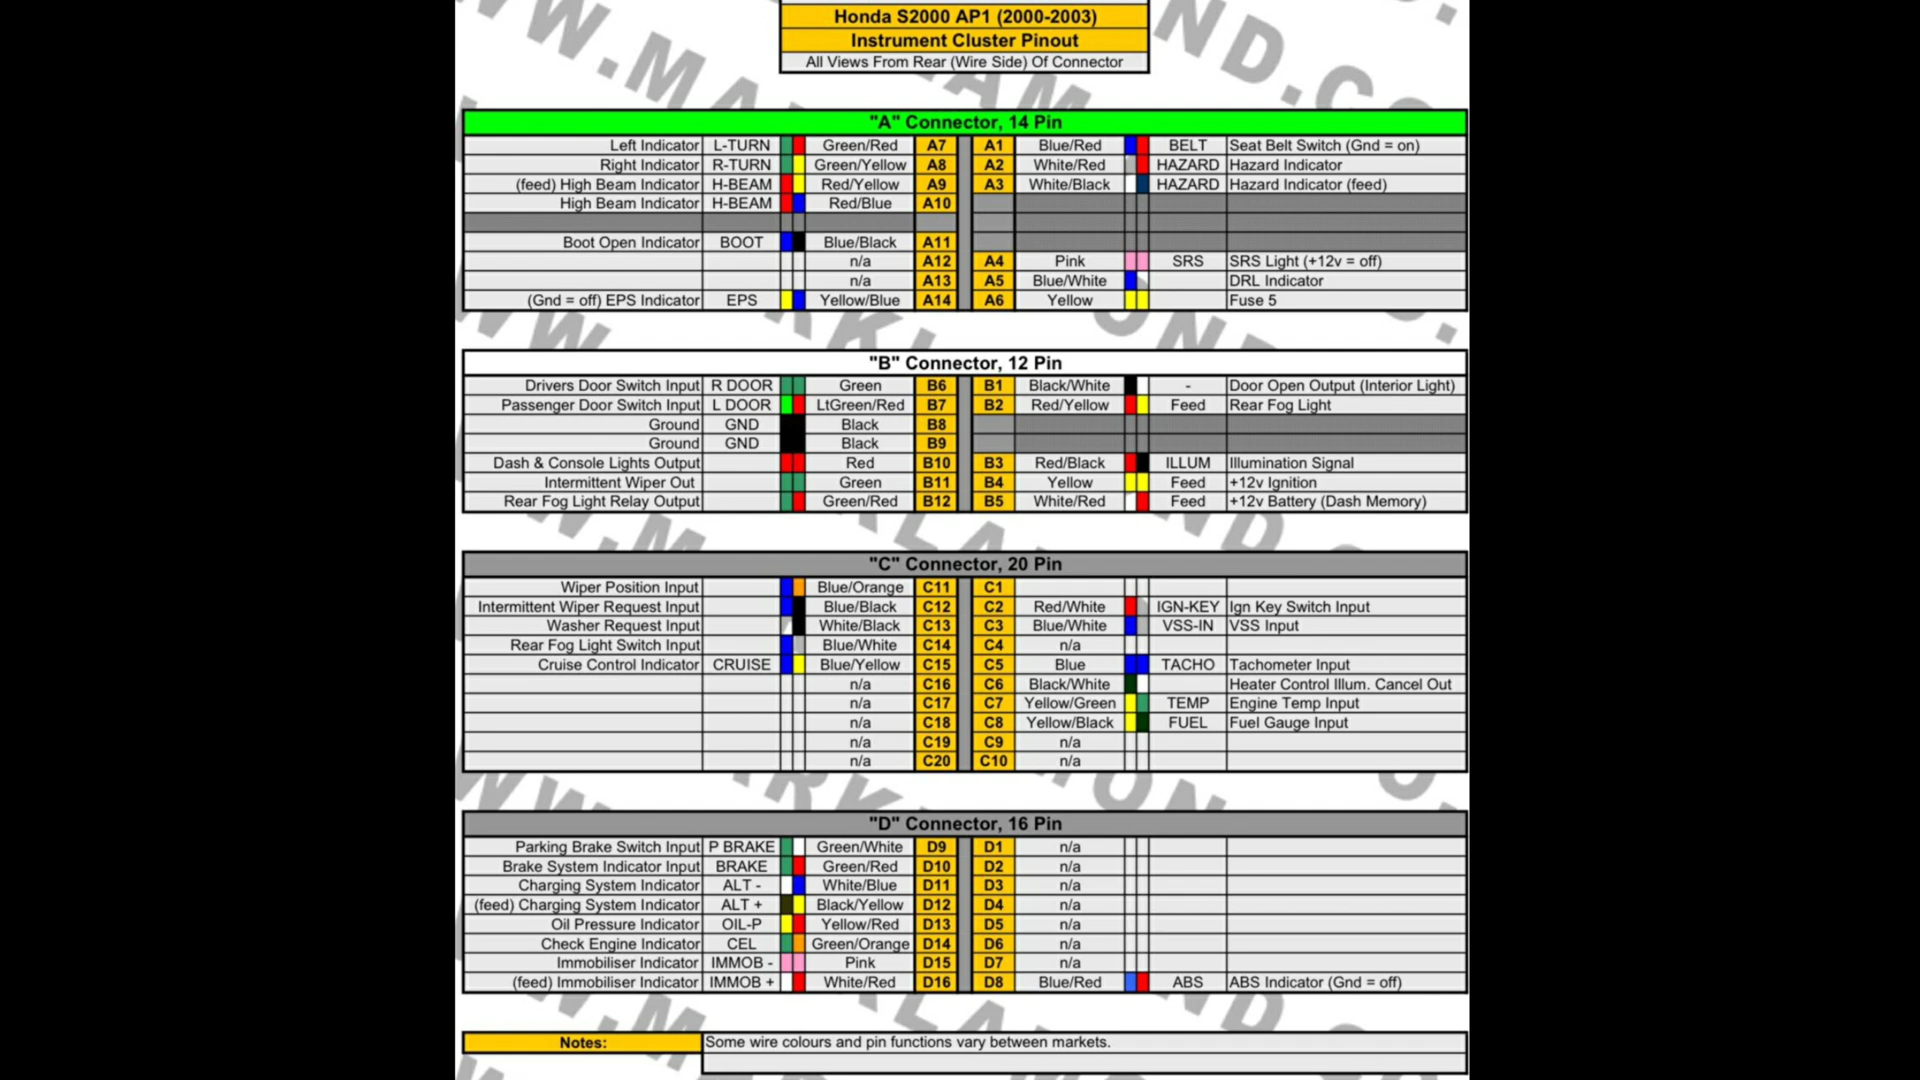 Honda S2000 AP1 (2000-2003)
Instrument Cluster Pinout
All Views From Rear (Wire Side) Of Connector
"A" Connector, 14 Pin
Left Indicator L-TURN Green/Red A7 A1 Blue/Red BELT Seat Belt Switch (Gnd = on)
Right Indicator R-TURN Green/Yellow A8 A2 White/Red HAZARD Hazard Indicator
(feed) High Beam Indicator H-BEAM Red/Yellow A9 A3 White/Black HAZARD Hazard Indicator (feed)
High Beam Indicator H-BEAM Red/Blue A10
Boot Open Indicator BOOT Blue/Black A11
n/a A12 A4 Pink SRS SRS Light (+12v = off)
n/a A13 A5 Blue/White DRL Indicator
(Gnd = off) EPS Indicator EPS Yellow/Blue A14 A6 Yellow Fuse 5
"B" Connector, 12 Pin
Drivers Door Switch Input R DOOR Green B6 B1 Black/White - Door Open Output (Interior Light)
Passenger Door Switch Input L DOOR LtGreen/Red B7 B2 Red/Yellow Feed Rear Fog Light
Ground GND Black B8
Ground GND Black B9
Dash & Console Lights Output Red B10 B3 Red/Black ILLUM Illumination Signal
Intermittent Wiper Out Green B11 B4 Yellow Feed +12v Ignition
Rear Fog Light Relay Output Green/Red B12 B5 White/Red Feed +12v Battery (Dash Memory)
"C" Connector, 20 Pin
Wiper Position Input Blue/Orange C11 C1
Intermittent Wiper Request Input Blue/Black C12 C2 Red/White IGN-KEY Ign Key Switch Input
Washer Request Input White/Black C13 C3 Blue/White VSS-IN VSS Input
Rear Fog Light Switch Input Blue/White C14 C4 n/a
Cruise Control Indicator CRUISE Blue/Yellow C15 C5 Blue TACHO Tachometer Input
n/a C16 C6 Black/White Heater Control Illum. Cancel Out
n/a C17 C7 Yellow/Green TEMP Engine Temp Input
n/a C18 C8 Yellow/Black FUEL Fuel Gauge Input
n/a C19 C9 n/a
n/a C20 C10 n/a
"D" Connector, 16 Pin
Parking Brake Switch Input P BRAKE Green/White D9 D1 n/a
Brake System Indicator Input BRAKE Green/Red D10 D2 n/a
Charging System Indicator ALT - White/Blue D11 D3 n/a
(feed) Charging System Indicator ALT + Black/Yellow D12 D4 n/a
Oil Pressure Indicator OIL-P Yellow/Red D13 D5 n/a
Check Engine Indicator CEL Green/Orange D14 D6 n/a
Immobiliser Indicator IMMOB - Pink D15 D7 n/a
(feed) Immobiliser Indicator IMMOB + White/Red D16 D8 Blue/Red ABS ABS Indicator (Gnd = off)
Notes: Some wire colours and pin functions vary between markets.